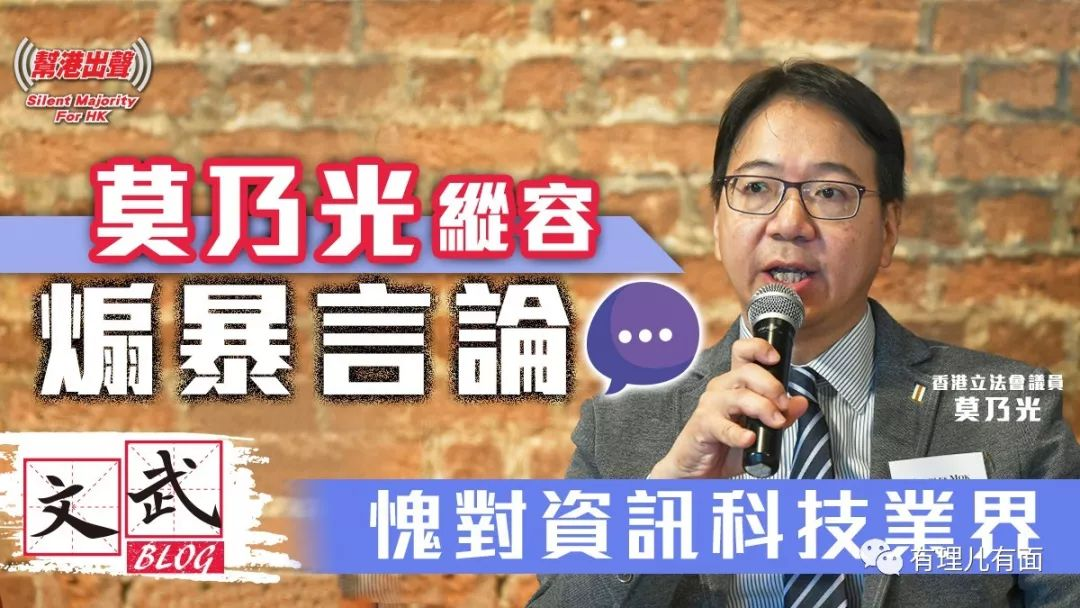 幫港出聲
Silent Majority
For HK
莫乃光縱容
煽暴言論
香港立法會議員
莫乃光
文武
BLOG
愧對資訊科技業界
有理儿有面